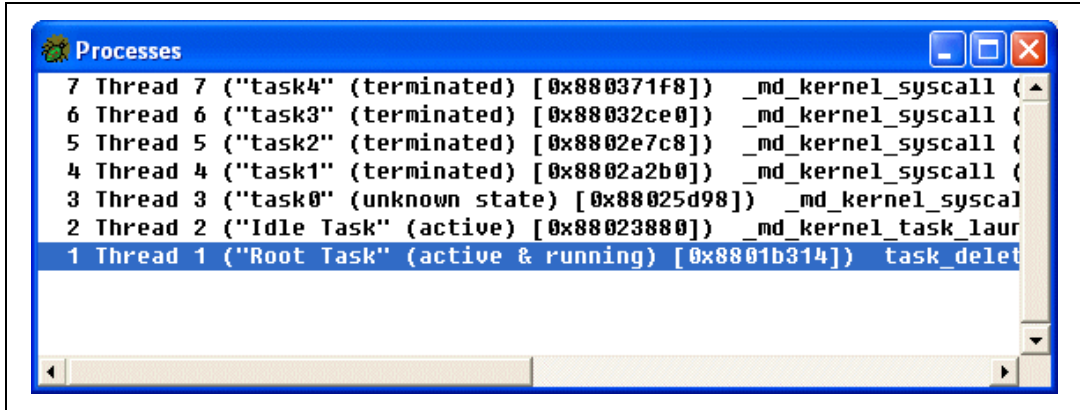 Processes
7 Thread 7 ("task4" (terminated) [0x880371f8]) _md_kernel_syscall (
6 Thread 6 ("task3" (terminated) [0x88032ce0]) _md_kernel_syscall (
5 Thread 5 ("task2" (terminated) [0x8802e7c8]) _md_kernel_syscall (
4 Thread 4 ("task1" (terminated) [0x8802a2b0]) _md_kernel_syscall (
3 Thread 3 ("task0" (unknown state) [0x88025d98]) _md_kernel_syscal
2 Thread 2 ("Idle Task" (active) [0x88023880]) _md_kernel_task_laun
1 Thread 1 ("Root Task" (active & running) [0x8801b314]) task_delet